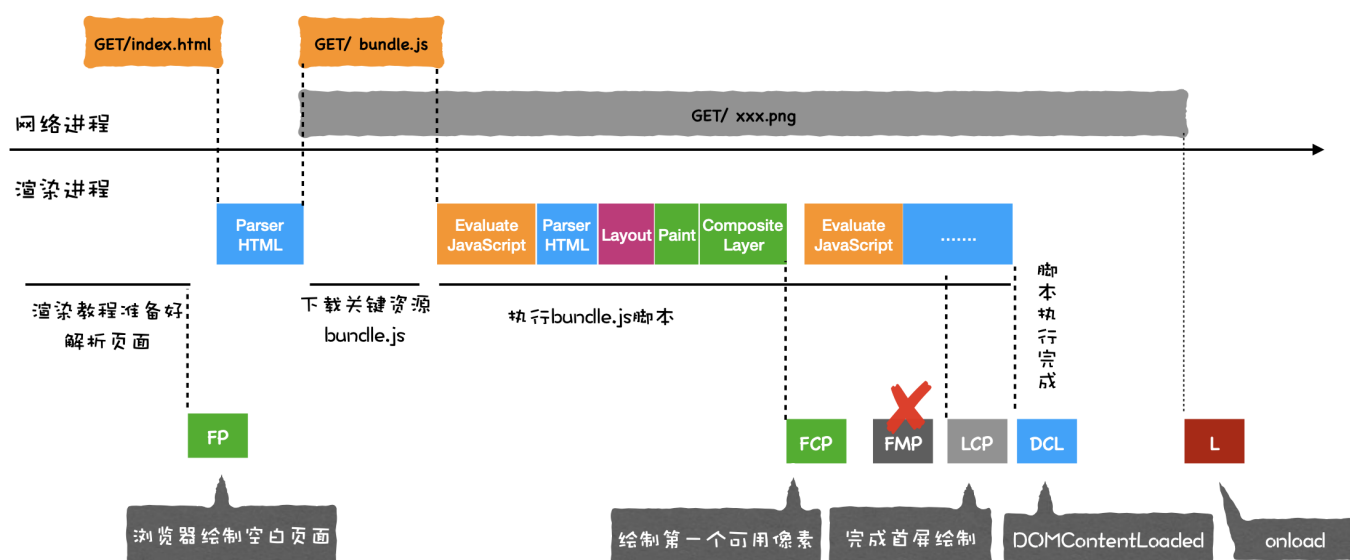 GET/index.html
GET/ bundle.js
GET/ xxx.png
网络进程
渲染进程
Parser
HTML
Evaluate
JavaScript
Parser
HTML
Layout
Paint
Composite
Layer
Evaluate
JavaScript
.......
渲染教程准备好
解析页面
下载关键资源
bundle.js
执行bundle.js脚本
脚本执行完成
FP
FCP
FMP
LCP
DCL
L
浏览器绘制空白页面
绘制第一个可用像素
完成首屏绘制
DOMContentLoaded
onload